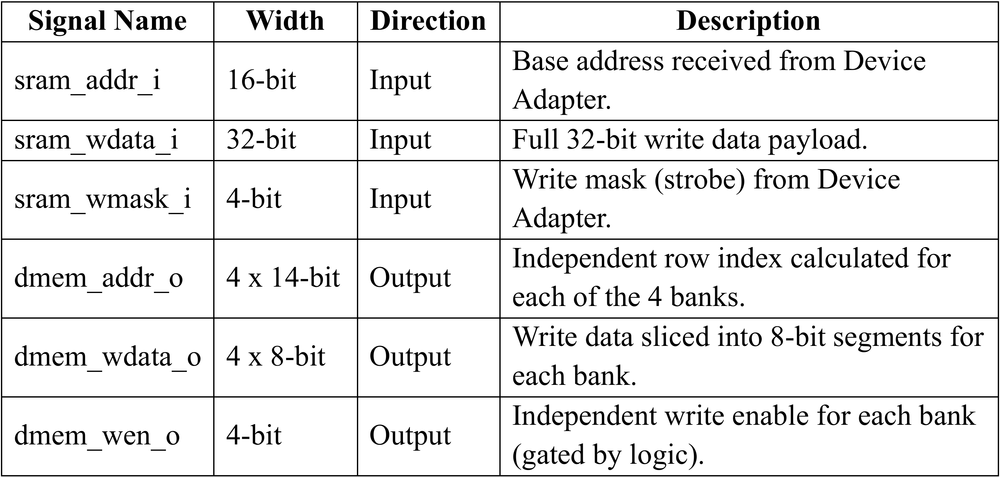 Signal Name Width Direction Description
sram_addr_i 16-bit Input Base address received from Device
Adapter.
sram_wdata_i 32-bit Input Full 32-bit write data payload.
sram_wmask_i 4-bit Input Write mask (strobe) from Device
Adapter.
dmem_addr_o 4 x 14-bit Output Independent row index calculated for
each of the 4 banks.
dmem_wdata_o 4 x 8-bit Output Write data sliced into 8-bit segments for
each bank.
dmem_wen_o 4-bit Output Independent write enable for each bank
(gated by logic).